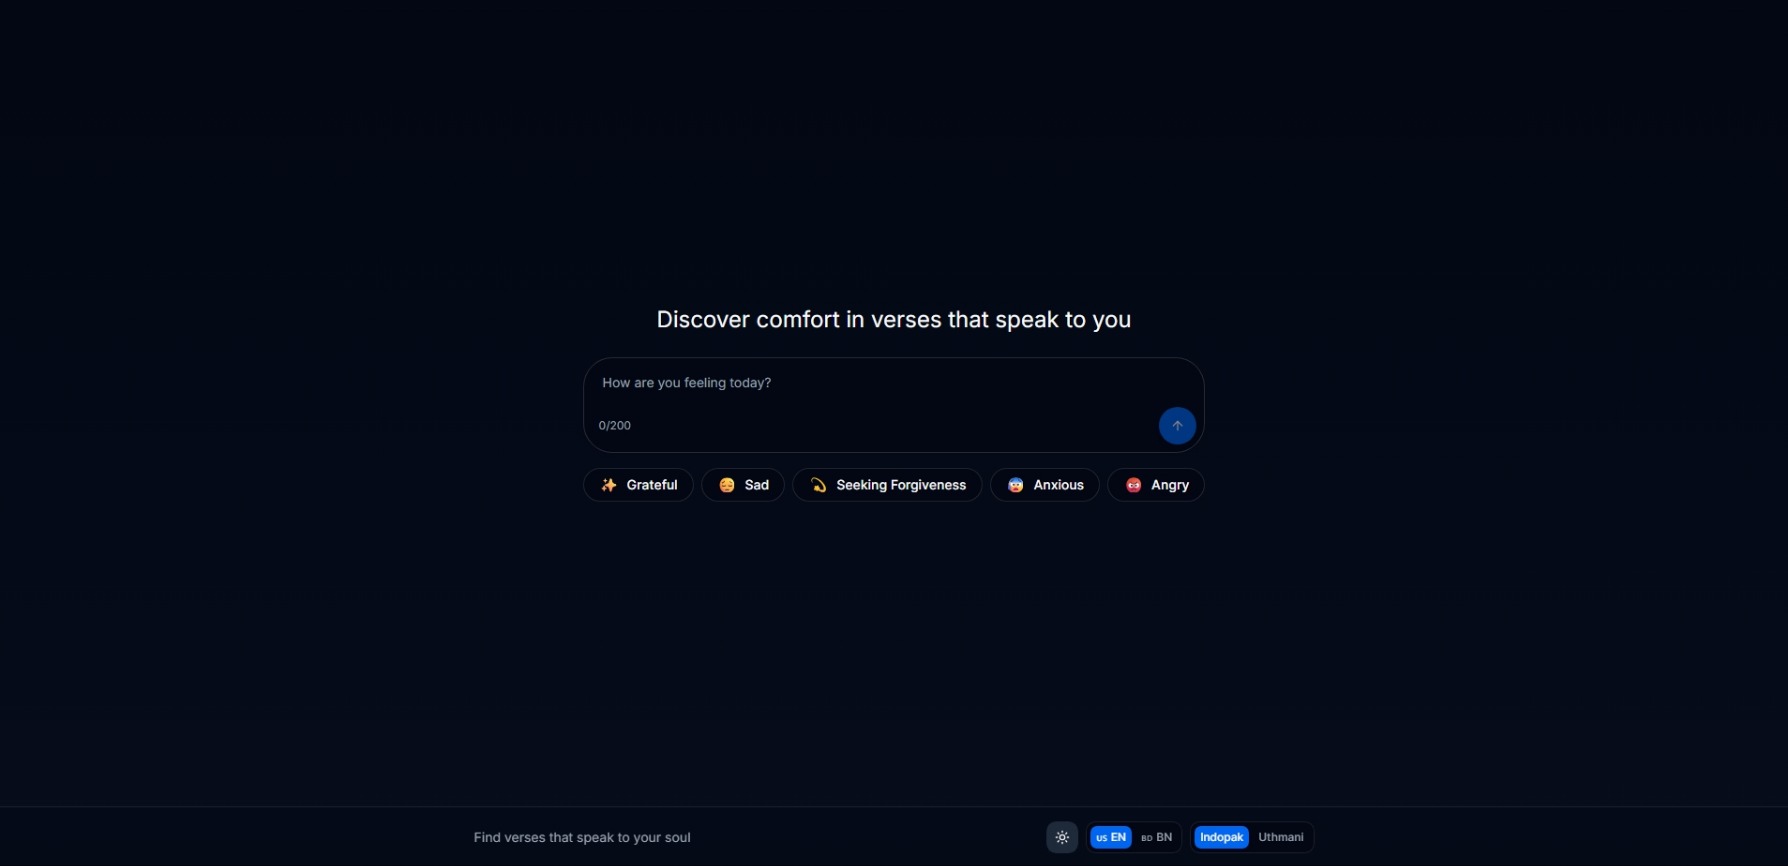 Discover comfort in verses that speak to you
How are you feeling today?
0/200
Grateful Sad Seeking Forgiveness Anxious Angry
Find verses that speak to your soul US EN BD BN Indopak Uthmani